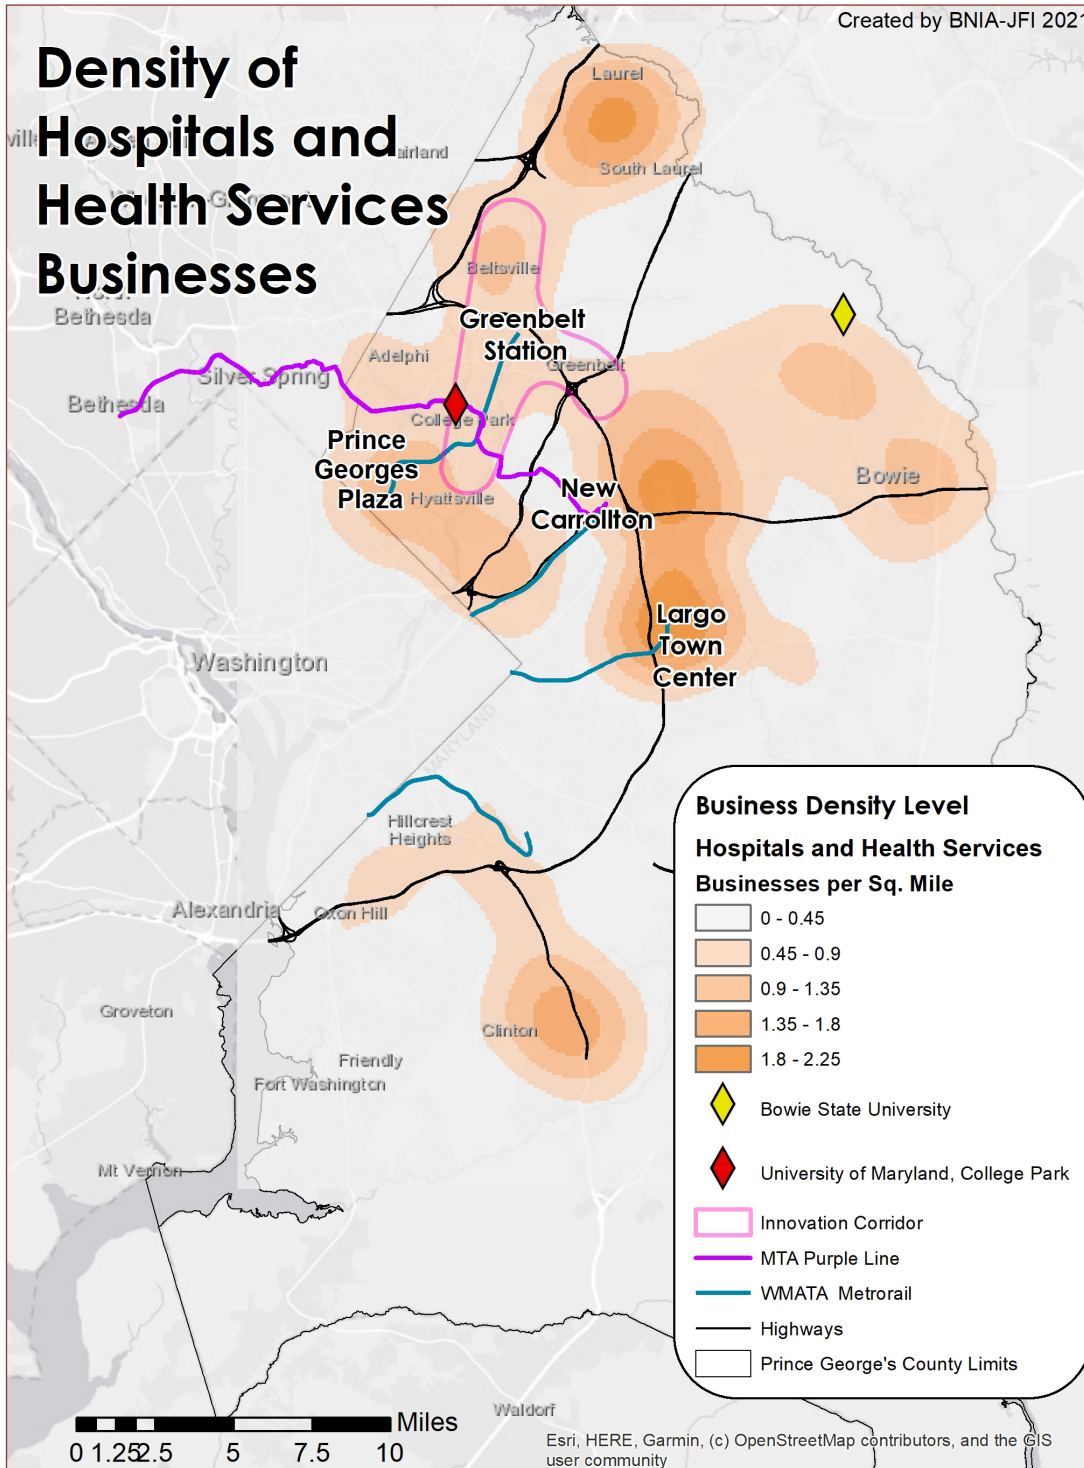 Created by BNIA-JFI 2021
Density of
Hospitals and
Health Services
Businesses
Laurel
South Laurel
Beltsville
Bethesda
Greenbelt
Station
Adelphi
Greenbelt
Silver Spring
Bethesda
College Park
Prince
Georges
Plaza
Hyattsville
New
Carrollton
Bowie
Largo
Town
Center
Washington
MARYLAND
Hillcrest
Heights
Alexandria
Oxon Hill
Groveton
Clinton
Friendly
Fort Washington
Mt Vernon
Waldorf
Business Density Level
Hospitals and Health Services
Businesses per Sq. Mile
0 - 0.45
0.45 - 0.9
0.9 - 1.35
1.35 - 1.8
1.8 - 2.25
Bowie State University
University of Maryland, College Park
Innovation Corridor
MTA Purple Line
WMATA Metrorail
Highways
Prince George's County Limits
Miles
0 1.25 2.5 5 7.5 10
Esri, HERE, Garmin, (c) OpenStreetMap contributors, and the GIS
user community